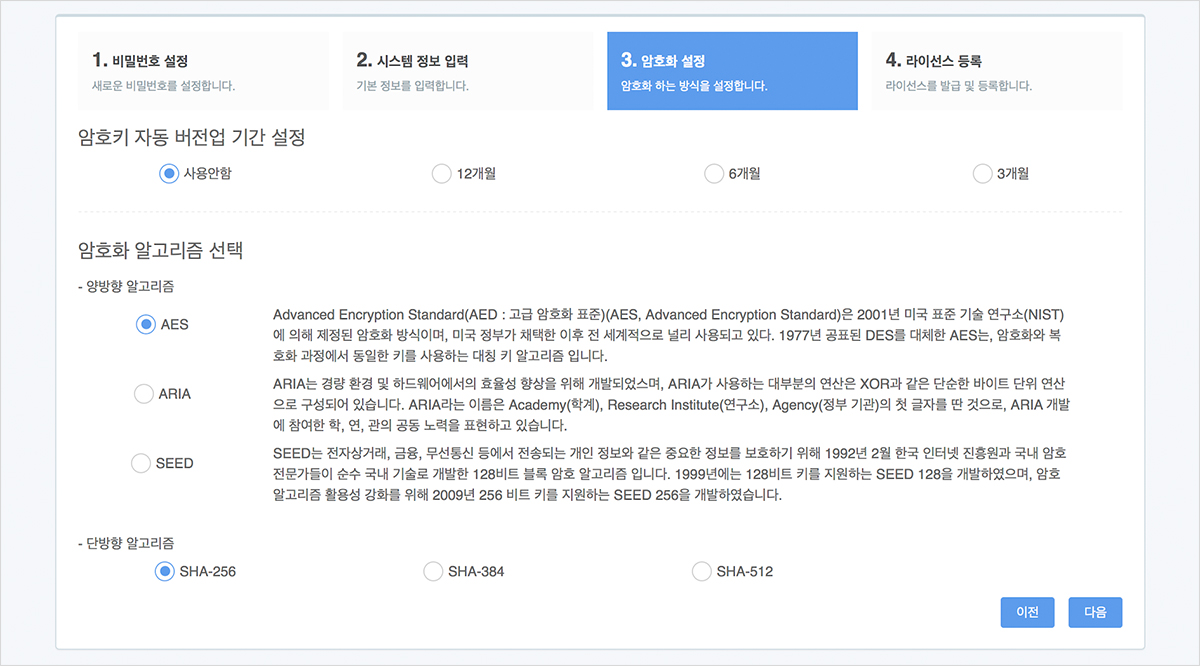 1. 비밀번호 설정
새로운 비밀번호를 설정합니다.
2. 시스템 정보 입력
기본 정보를 입력합니다.
3. 암호화 설정
암호화 하는 방식을 설정합니다.
4. 라이선스 등록
라이선스를 발급 및 등록합니다.
암호키 자동 버전업 기간 설정
사용안함
12개월
6개월
3개월
암호화 알고리즘 선택
- 양방향 알고리즘
AES
Advanced Encryption Standard(AED : 고급 암호화 표준)(AES, Advanced Encryption Standard)은 2001년 미국 표준 기술 연구소(NIST)
에 의해 제정된 암호화 방식이며, 미국 정부가 채택한 이후 전 세계적으로 널리 사용되고 있다. 1977년 공표된 DES를 대체한 AES는, 암호화와 복
호화 과정에서 동일한 키를 사용하는 대칭 키 알고리즘 입니다.
ARIA
ARIA는 경량 환경 및 하드웨어에서의 효율성 향상을 위해 개발되었스며, ARIA가 사용하는 대부분의 연산은 XOR과 같은 단순한 바이트 단위 연산
으로 구성되어 있습니다. ARIA라는 이름은 Academy(학계), Research Institute(연구소), Agency(정부 기관)의 첫 글자를 딴 것으로, ARIA 개발
에 참여한 학, 연, 관의 공동 노력을 표현하고 있습니다.
SEED
SEED는 전자상거래, 금융, 무선통신 등에서 전송되는 개인 정보와 같은 중요한 정보를 보호하기 위해 1992년 2월 한국 인터넷 진흥원과 국내 암호
전문가들이 순수 국내 기술로 개발한 128비트 블록 암호 알고리즘 입니다. 1999년에는 128비트 키를 지원하는 SEED 128을 개발하였으며, 암호
알고리즘 활용성 강화를 위해 2009년 256 비트 키를 지원하는 SEED 256을 개발하였습니다.
- 단방향 알고리즘
SHA-256
SHA-384
SHA-512
이전
다음